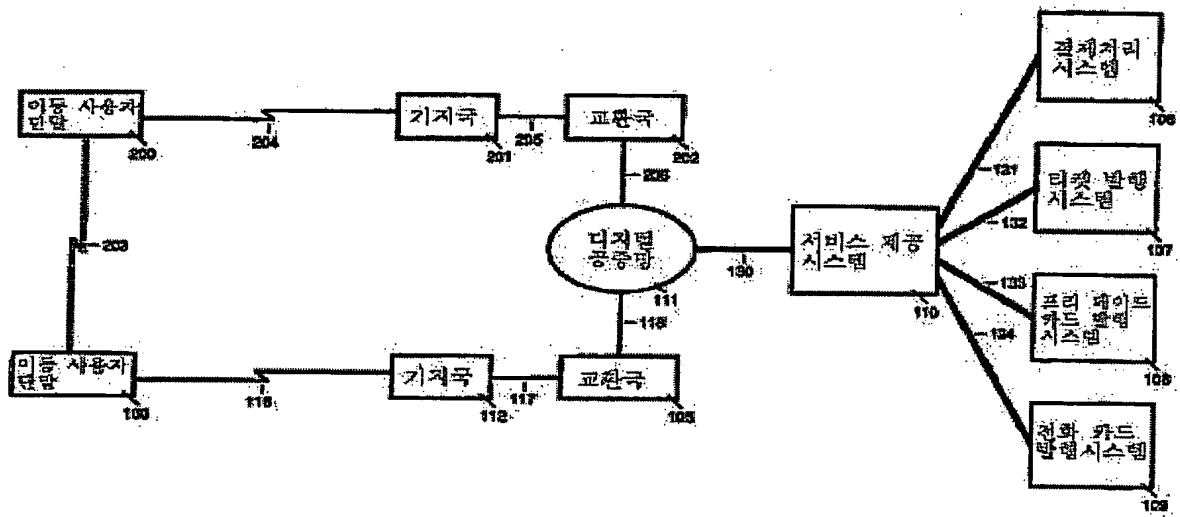 결제처리
시스템
106
이동 사용자
단말
200
204
기지국
201
205
교환국
202
206
131
티켓 발행
시스템
107
132
203
디지털
공중망
111
130
서비스 제공
시스템
110
133
프리 페이드
카드 발행
시스템
108
134
118
이동 사용자
단말
100
116
기지국
112
117
교환국
105
전화 카드
발행시스템
109